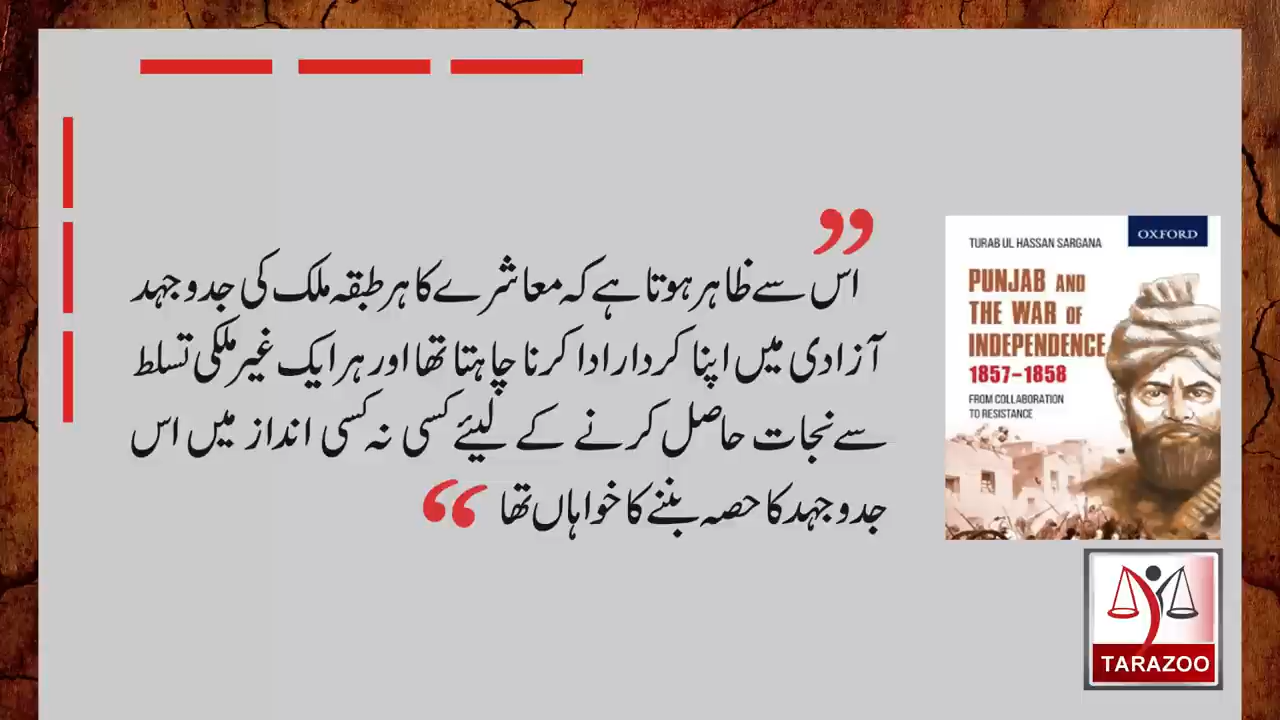 اس سے ظاہر ہوتا ہے کہ معاشرے کا ہر طبقہ ملک کی جدوجہد
آزادی میں اپنا کردار ادا کرنا چاہتا تھا اور ہر ایک غیر ملکی تسلط
سے نجات حاصل کرنے کے لیئے کسی نہ کسی انداز میں اس
جدوجہد کا حصہ بننے کا خواہاں تھا
TURAB UL HASSAN SARGANA
OXFORD
PUNJAB AND
THE WAR OF
INDEPENDENCE
1857–1858
FROM COLLABORATION
TO RESISTANCE
TARAZOO